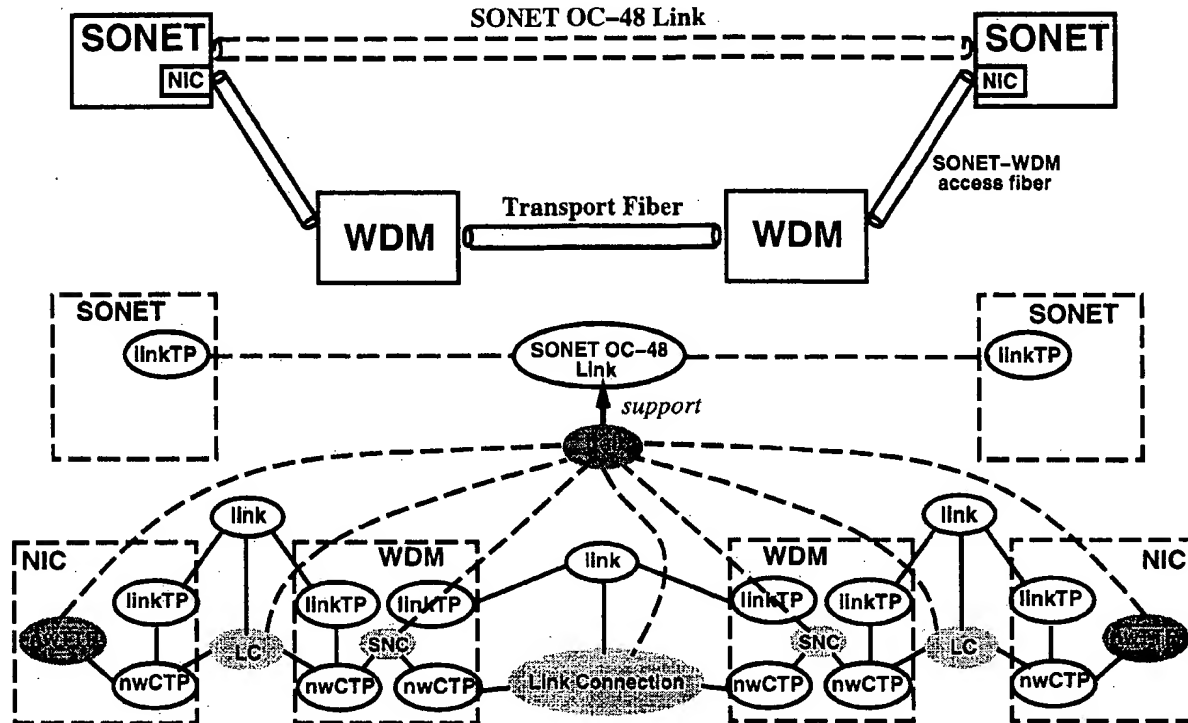 SONET OC-48 Link
SONET
SONET
NIC
NIC
SONET-WDM
access fiber
Transport Fiber
WDM
WDM
SONET
SONET
linkTP
SONET OC-48
Link
linkTP
support
link
link
NIC
WDM
link
WDM
NIC
linkTP
linkTP
linkTP
linkTP
linkTP
linkTP
LC
SNC
SNC
LC
nwCTP
nwCTP
nwCTP
Link Connection
nwCTP
nwCTP
nwCTP